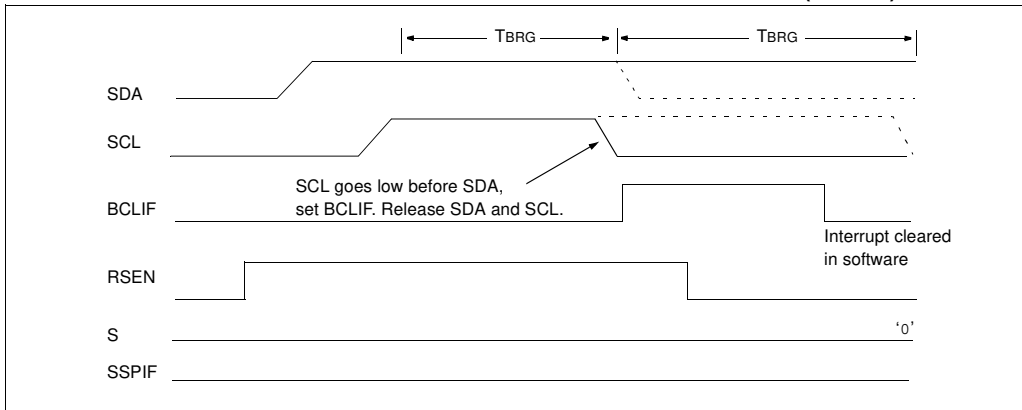 TBRG TBRG
SDA
SCL
SCL goes low before SDA,
set BCLIF. Release SDA and SCL.
BCLIF
Interrupt cleared
in software
RSEN
S '0'
SSPIF